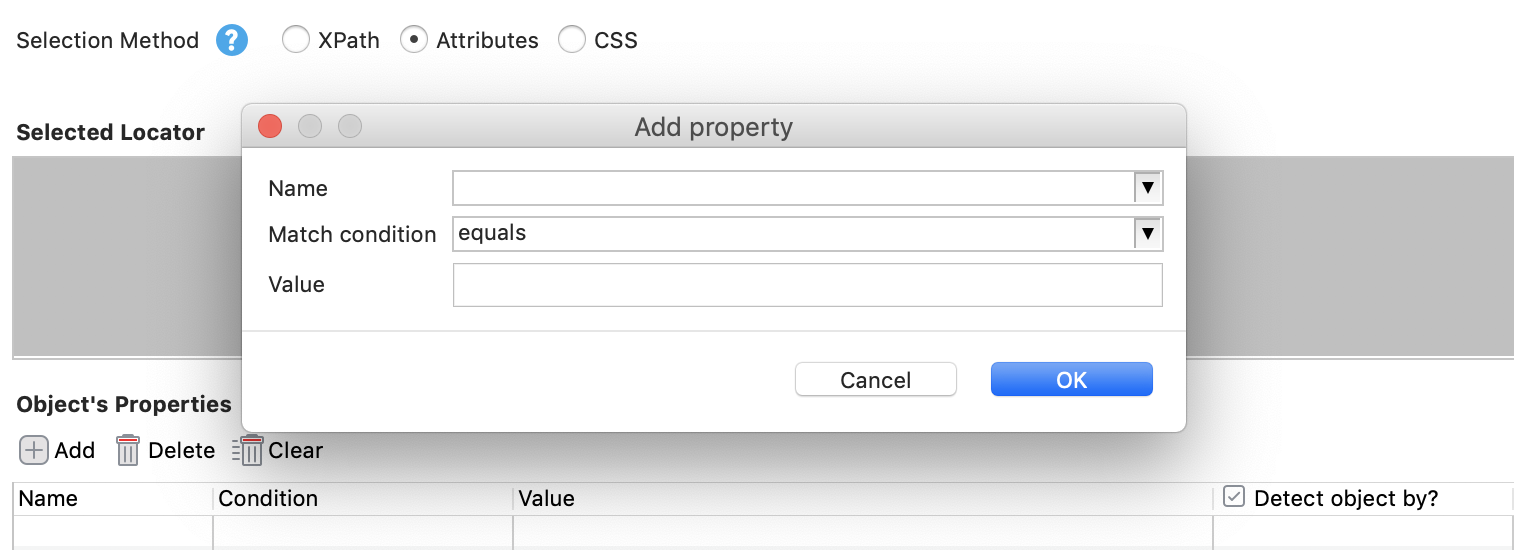 Selection Method ? XPath Attributes CSS
Selected Locator
Add property
Name
Match condition equals
Value
Cancel OK
Object's Properties
Add Delete Clear
Name Condition Value Detect object by?